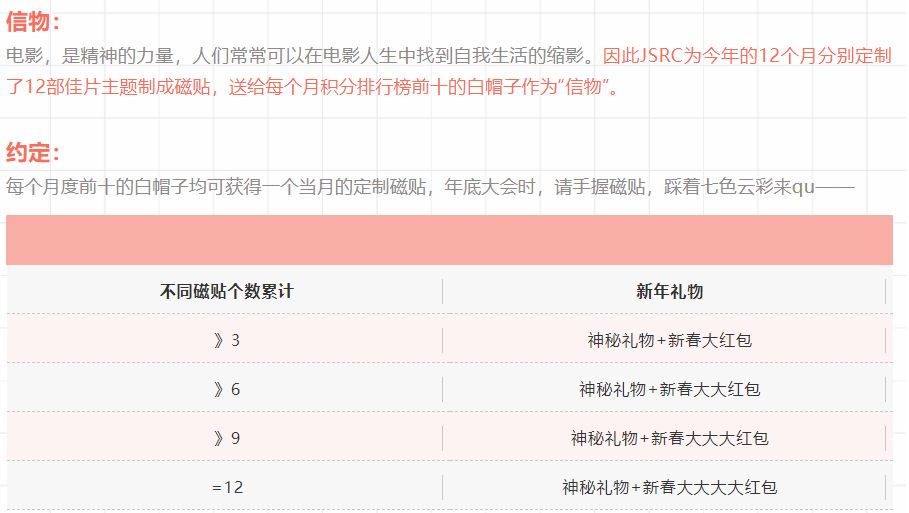 信物：
电影，是精神的力量，人们常常可以在电影人生中找到自我生活的缩影。因此JSRC为今年的12个月分别定制
了12部佳片主题制成磁贴，送给每个月积分排行榜前十的白帽子作为“信物”。
约定：
每个月度前十的白帽子均可获得一个当月的定制磁贴，年底大会时，请手握磁贴，踩着七色云彩来qu——
不同磁贴个数累计 新年礼物
》3 神秘礼物+新春大红包
》6 神秘礼物+新春大大红包
》9 神秘礼物+新春大大大红包
=12 神秘礼物+新春大大大大红包